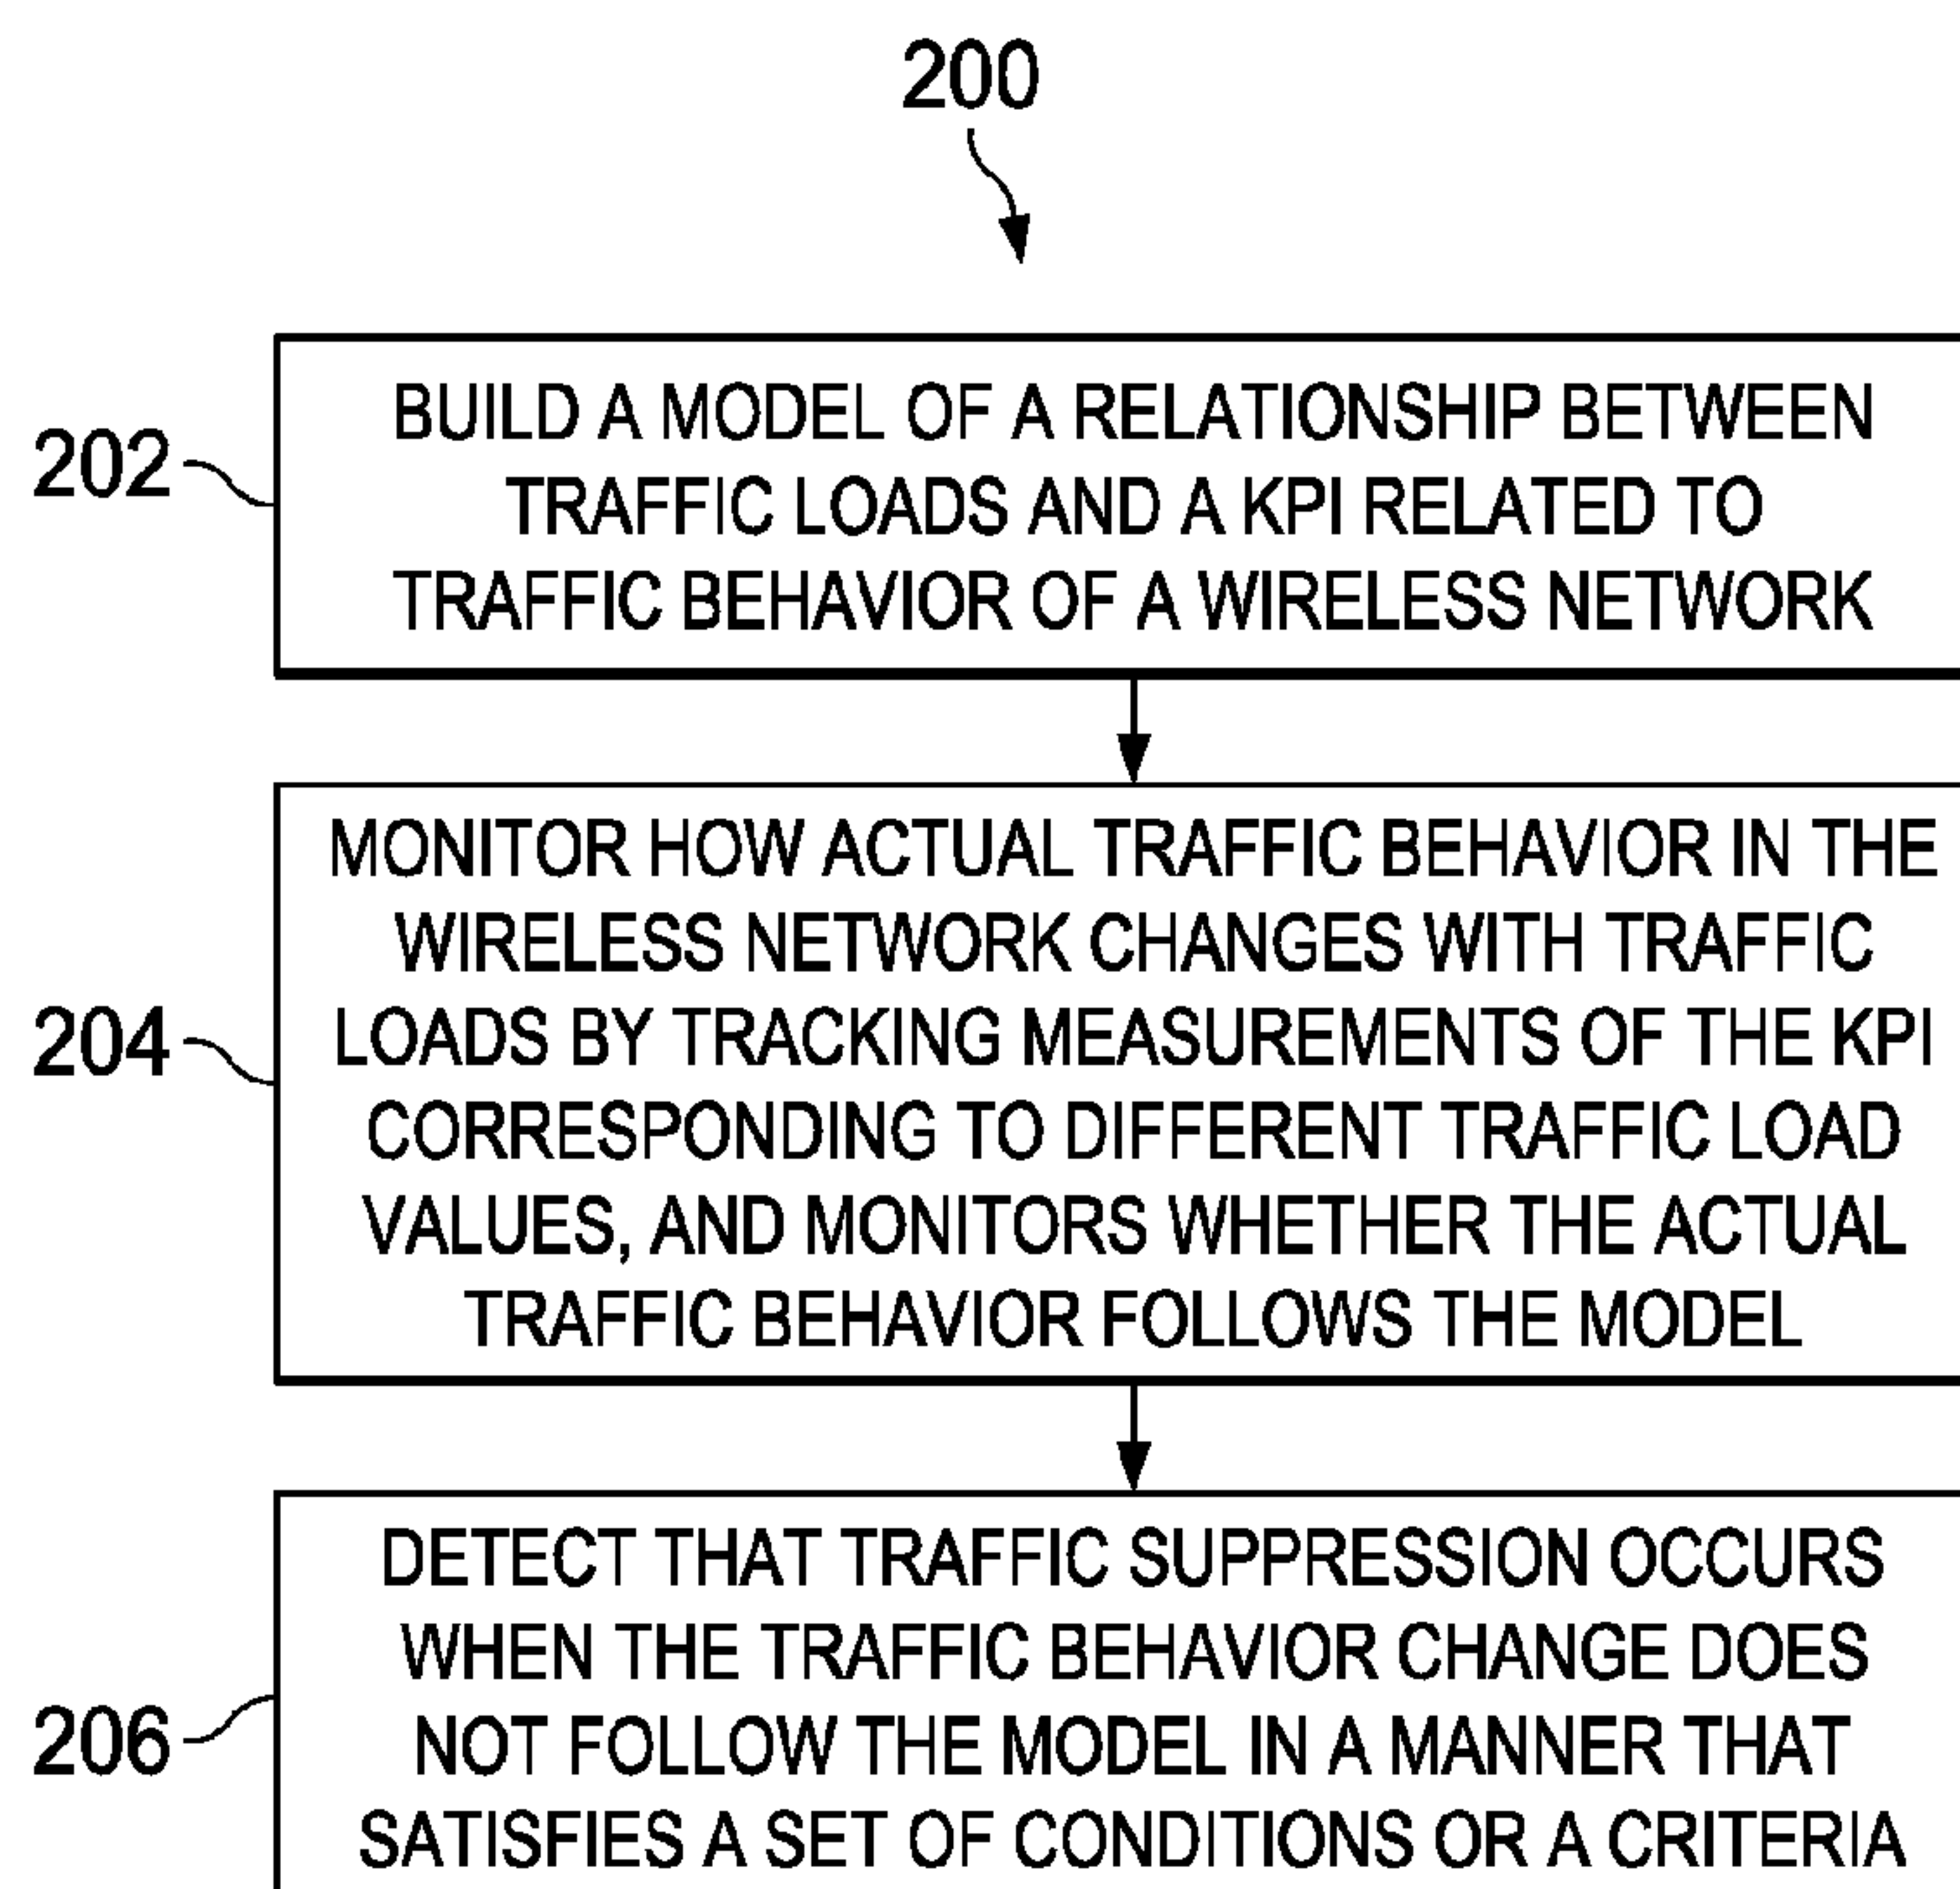 200
202
BUILD A MODEL OF A RELATIONSHIP BETWEEN
TRAFFIC LOADS AND A KPI RELATED TO
TRAFFIC BEHAVIOR OF A WIRELESS NETWORK
204
MONITOR HOW ACTUAL TRAFFIC BEHAVIOR IN THE
WIRELESS NETWORK CHANGES WITH TRAFFIC
LOADS BY TRACKING MEASUREMENTS OF THE KPI
CORRESPONDING TO DIFFERENT TRAFFIC LOAD
VALUES, AND MONITORS WHETHER THE ACTUAL
TRAFFIC BEHAVIOR FOLLOWS THE MODEL
206
DETECT THAT TRAFFIC SUPPRESSION OCCURS
WHEN THE TRAFFIC BEHAVIOR CHANGE DOES
NOT FOLLOW THE MODEL IN A MANNER THAT
SATISFIES A SET OF CONDITIONS OR A CRITERIA